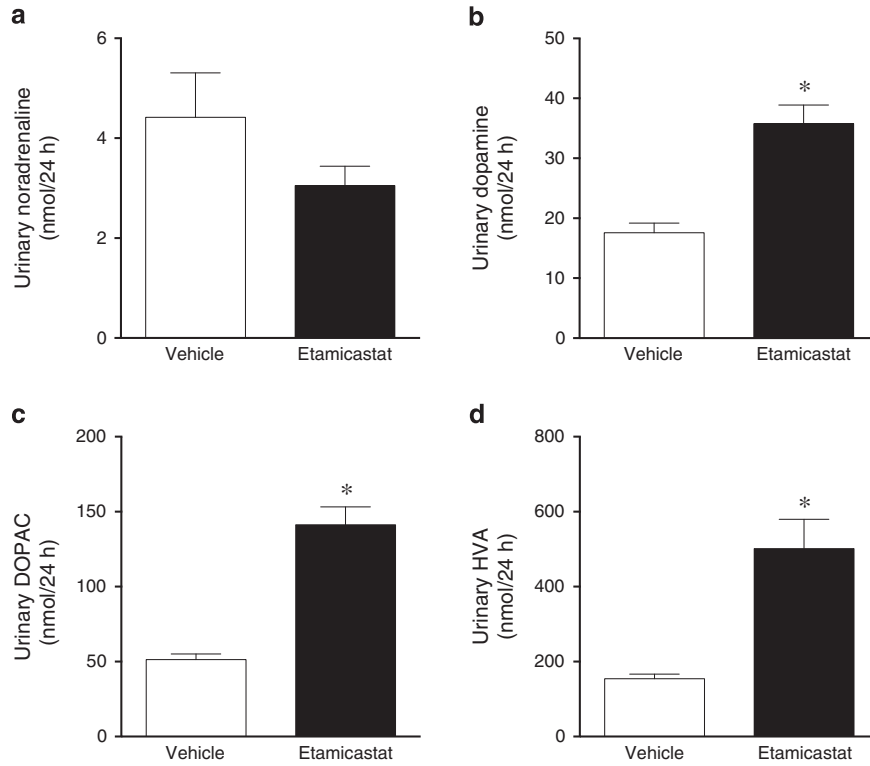 a
Urinary noradrenaline
(nmol/24 h)
6
4
2
0
Vehicle
Etamicastat
b
Urinary dopamine
(nmol/24 h)
50
40
30
20
10
0
*
Vehicle
Etamicastat
c
Urinary DOPAC
(nmol/24 h)
200
150
100
50
0
*
Vehicle
Etamicastat
d
Urinary HVA
(nmol/24 h)
800
600
400
200
0
*
Vehicle
Etamicastat